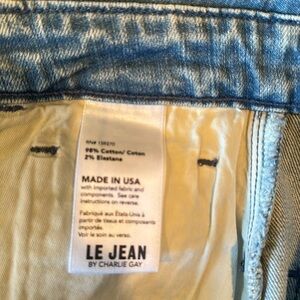 98% Cotton/ Coton
2% Elastane
MADE IN USA
with imported fabric and
components. See care
instructions on reverse.
Fabriqué aux États-Unis à
partir de tissus et composants
importés.
Voir le soin au verso.
LE JEAN
BY CHARLIE GAY